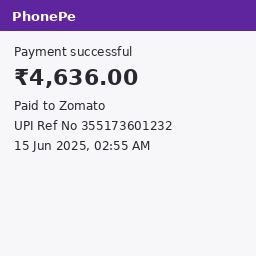 PhonePe
Payment successful
₹4,636.00
Paid to Zomato
UPI Ref No 355173601232
15 Jun 2025, 02:55 AM